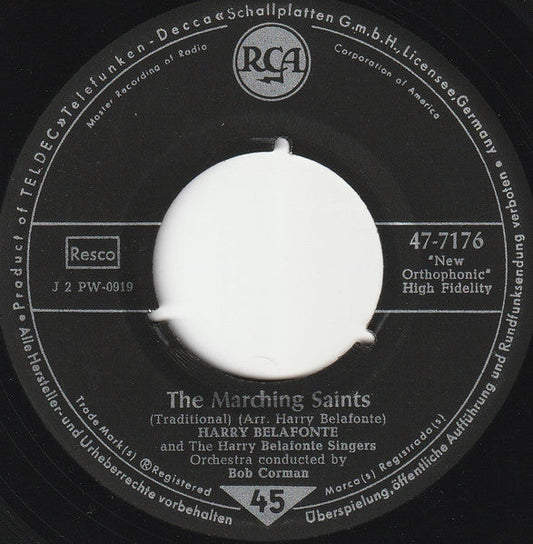 • Product of TELDEC »Telefunken - Decca« Schallplatten G.m.b.H., Licensee, Germany
Master Recording of Radio
Corporation of America
RCA
Resco
J 2 PW-0919
47-7176
"New
Orthophonic"
High Fidelity
The Marching Saints
(Traditional) (Arr. Harry Belafonte)
HARRY BELAFONTE
and The Harry Belafonte Singers
Orchestra conducted by
Bob Corman
Trade Mark(s) ®Registered
Marca(s) Registrada(s)
45
• Alle Hersteller- und Urheberrechte vorbehalten
Überspielung, öffentliche Aufführung und Rundfunksendung verboten •